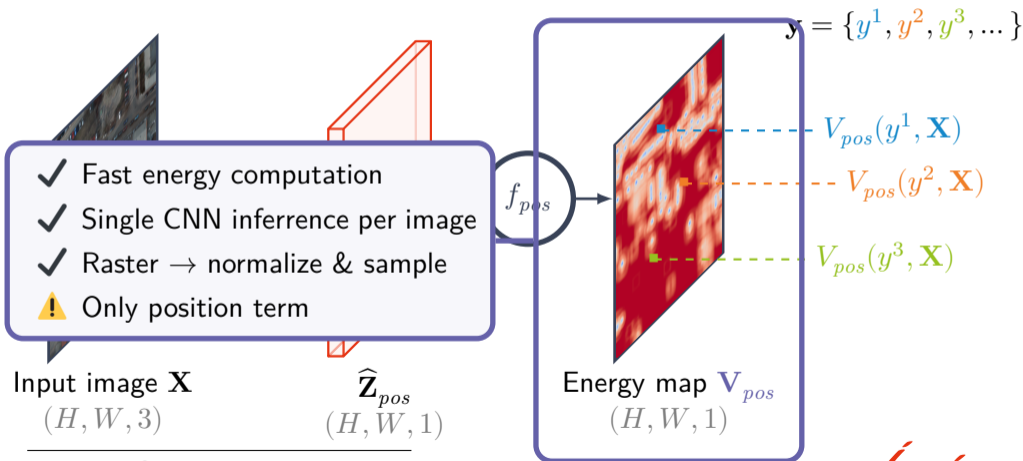 y = {y¹, y², y³, ... }
✓ Fast energy computation
✓ Single CNN inferrence per image
✓ Raster → normalize & sample
⚠ Only position term
f_pos
V_pos(y¹, X)
V_pos(y², X)
V_pos(y³, X)
Input image X
(H, W, 3)
Ẑ_pos
(H, W, 1)
Energy map V_pos
(H, W, 1)